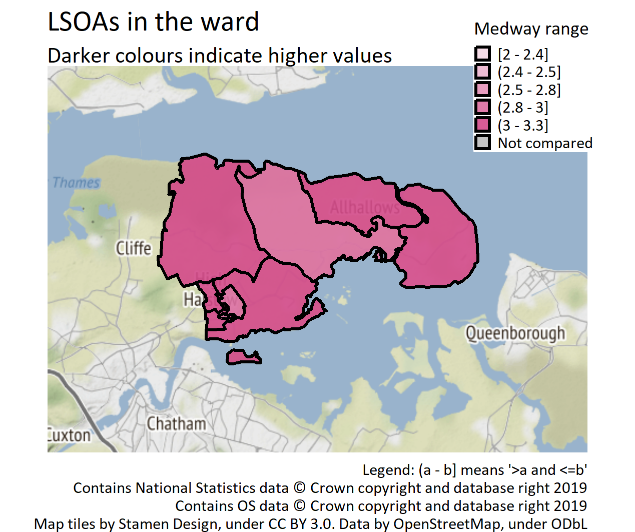 LSOAs in the ward
Darker colours indicate higher values
Medway range
[2 - 2.4]
(2.4 - 2.5]
(2.5 - 2.8]
(2.8 - 3]
(3 - 3.3]
Not compared
Thames
Allhallows
Cliffe
Queenborough
Chatham
Legend: (a - b] means '>a and <=b'
Contains National Statistics data © Crown copyright and database right 2019
Contains OS data © Crown copyright and database right 2019
Map tiles by Stamen Design, under CC BY 3.0. Data by OpenStreetMap, under ODbL